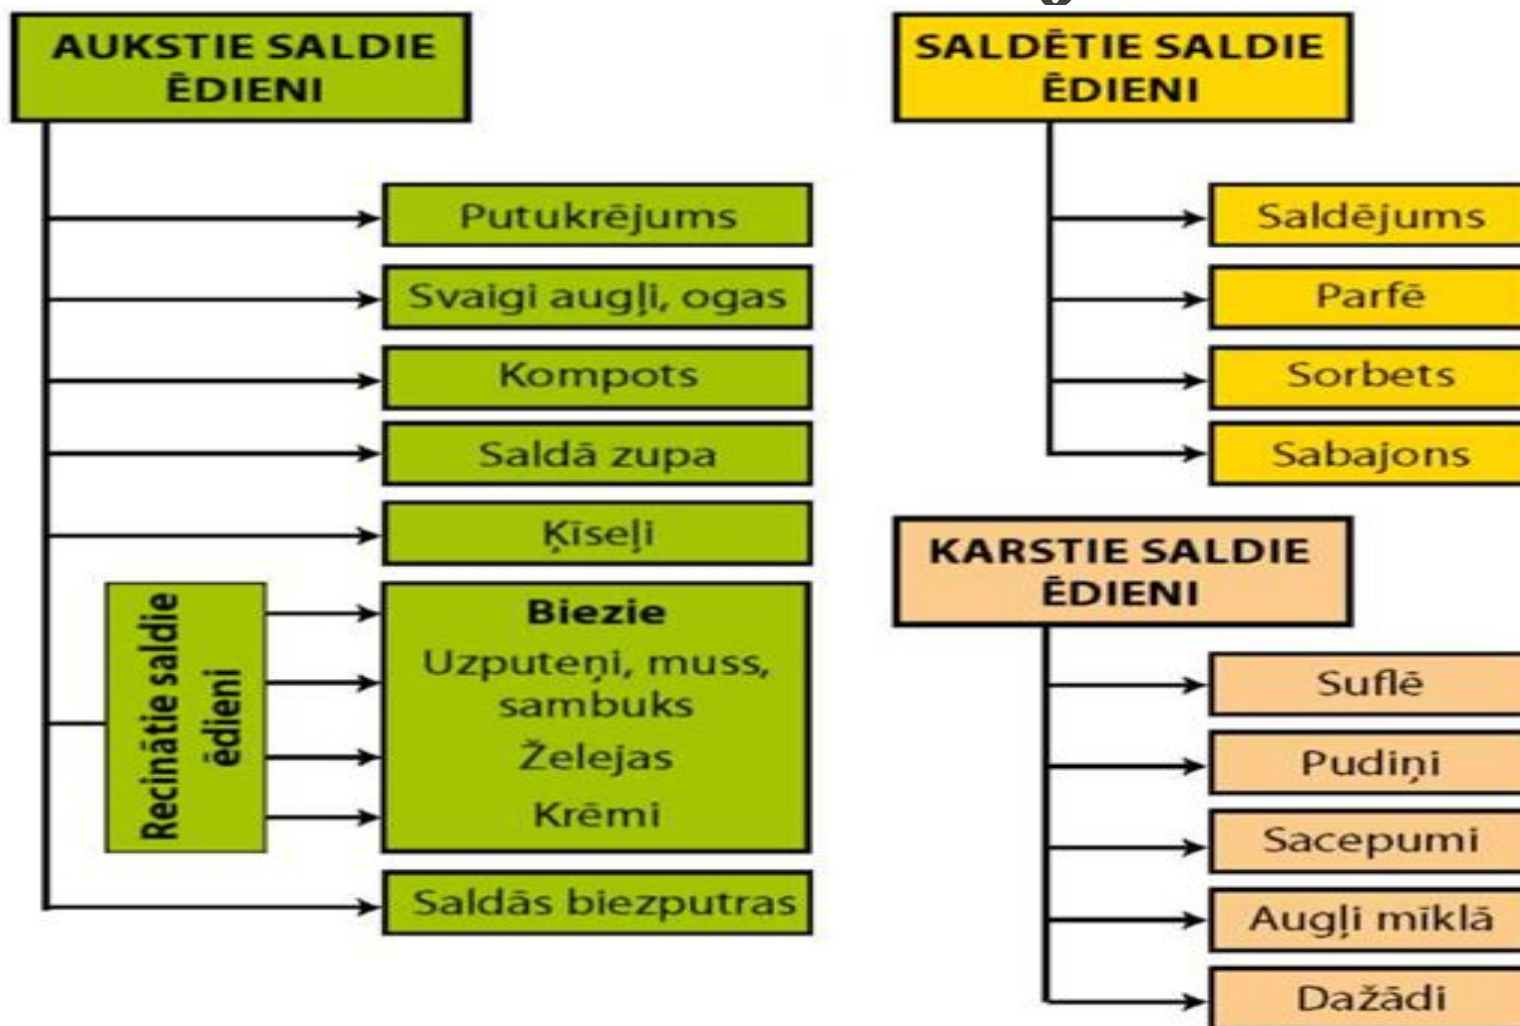 AUKSTIE SALDIE
ĒDIENI
Putukrējums
Svaigi augļi, ogas
Kompots
Saldā zupa
Ķīseļi
Recinātie saldie
ēdieni
Biezie
Uzputeņi, muss,
sambuks
Želejas
Krēmi
Saldās biezputras
SALDĒTIE SALDIE
ĒDIENI
Saldējums
Parfē
Sorbets
Sabajons
KARSTIE SALDIE
ĒDIENI
Suflē
Pudiņi
Sacepumi
Augļi mīklā
Dažādi